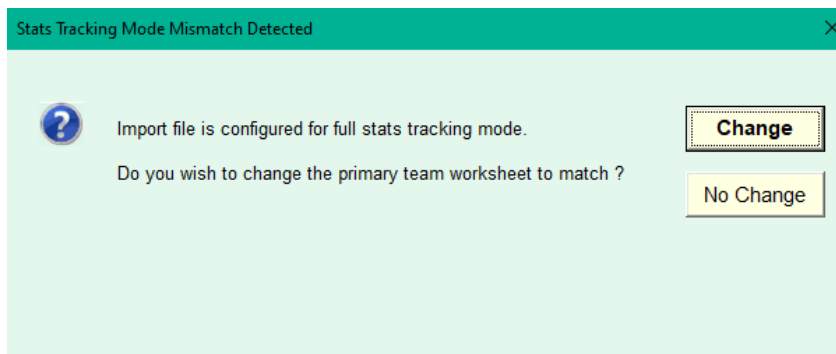 Stats Tracking Mode Mismatch Detected
Import file is configured for full stats tracking mode.
Change
Do you wish to change the primary team worksheet to match ?
No Change